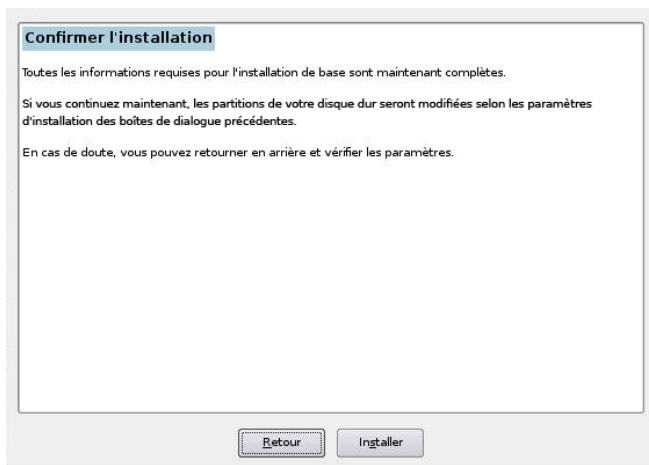 Confirmer l'installation
Toutes les informations requises pour l'installation de base sont maintenant complètes.
Si vous continuez maintenant, les partitions de votre disque dur seront modifiées selon les paramètres
d'installation des boîtes de dialogue précédentes.
En cas de doute, vous pouvez retourner en arrière et vérifier les paramètres.
Retour
Installer